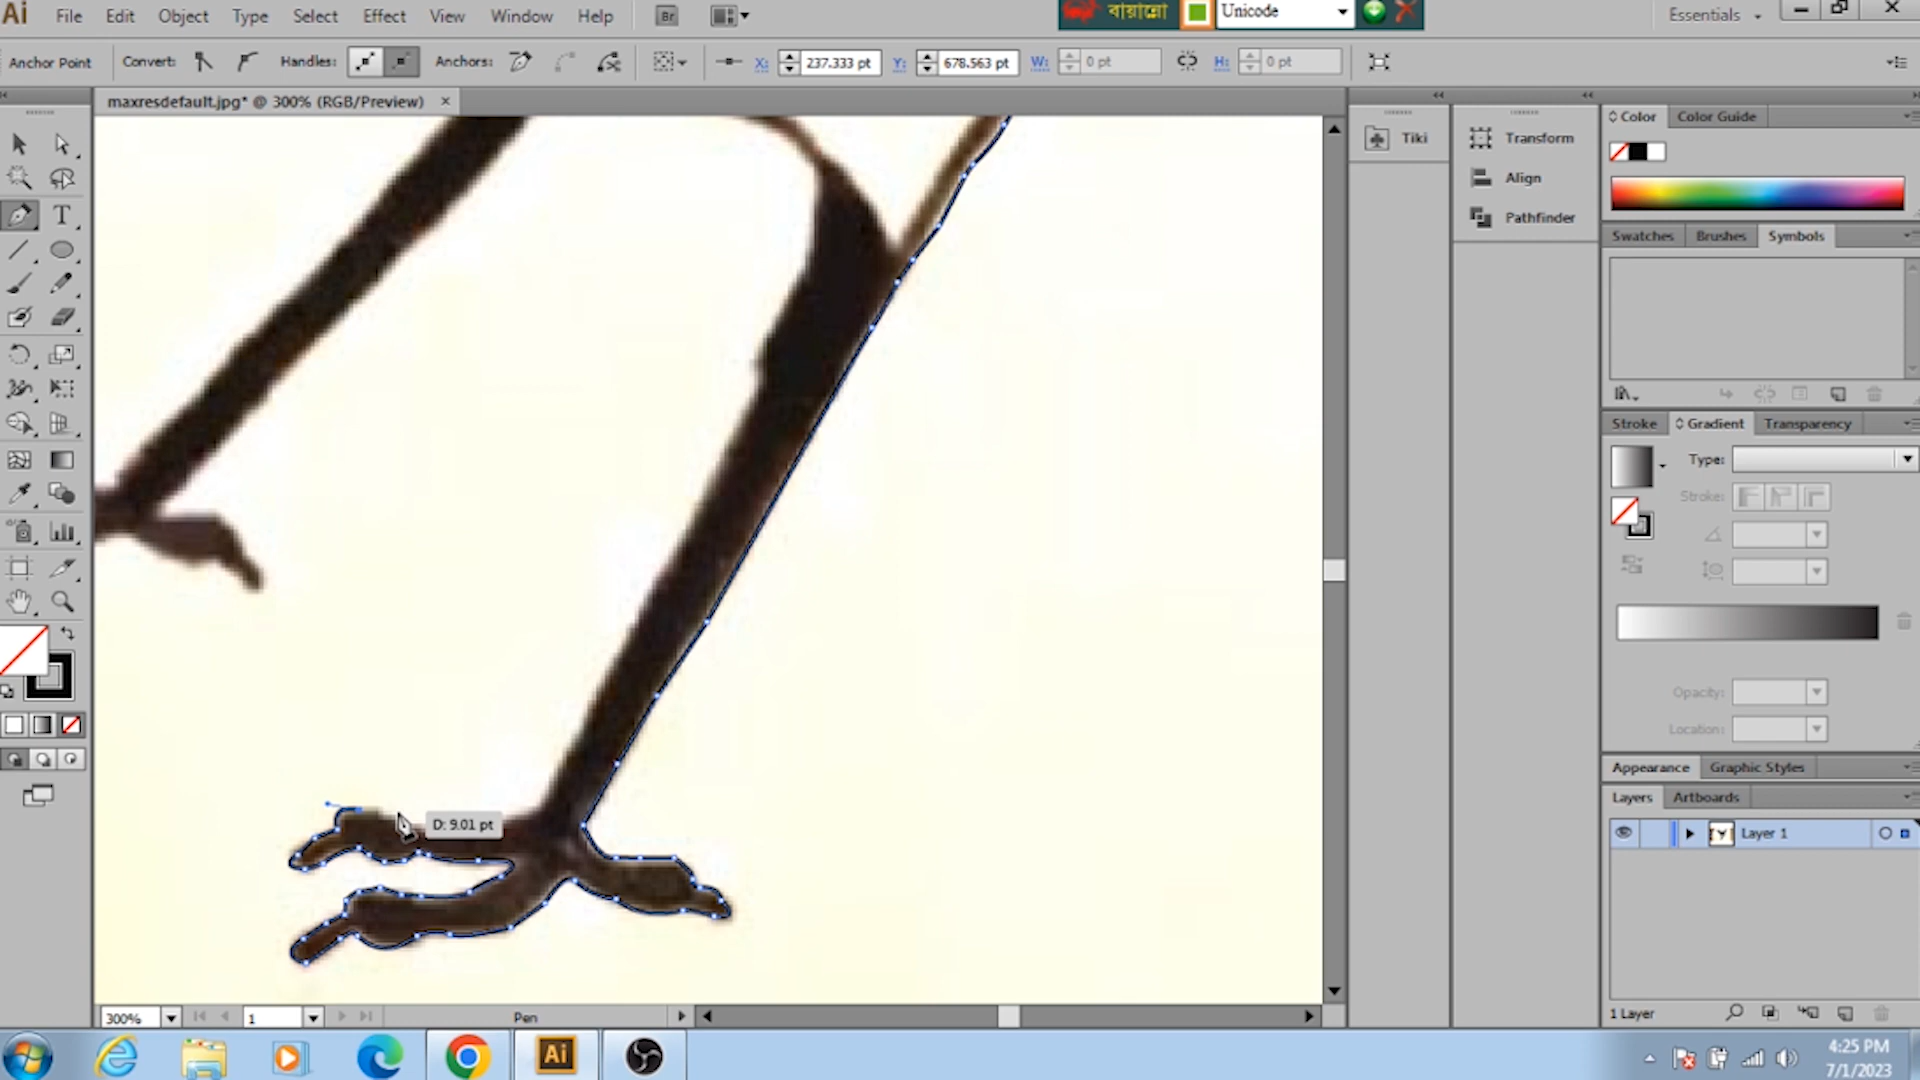 Ai File Edit Object Type Select Effect View Window Help Br বায়ান্নো Unicode Essentials
Anchor Point Convert: Handles: Anchors: X: 237.333 pt Y: 678.563 pt W: 0 pt H: 0 pt
maxresdefault.jpg* @ 300% (RGB/Preview)
Tiki
Transform
Align
Pathfinder
Color Color Guide
Swatches Brushes Symbols
Stroke Gradient Transparency
Type:
Stroke:
Opacity:
Location:
Appearance Graphic Styles
Layers Artboards
Layer 1
1 Layer
T
D: 9.01 pt
300% 1 Pen
Ai
4:25 PM
7/1/2023